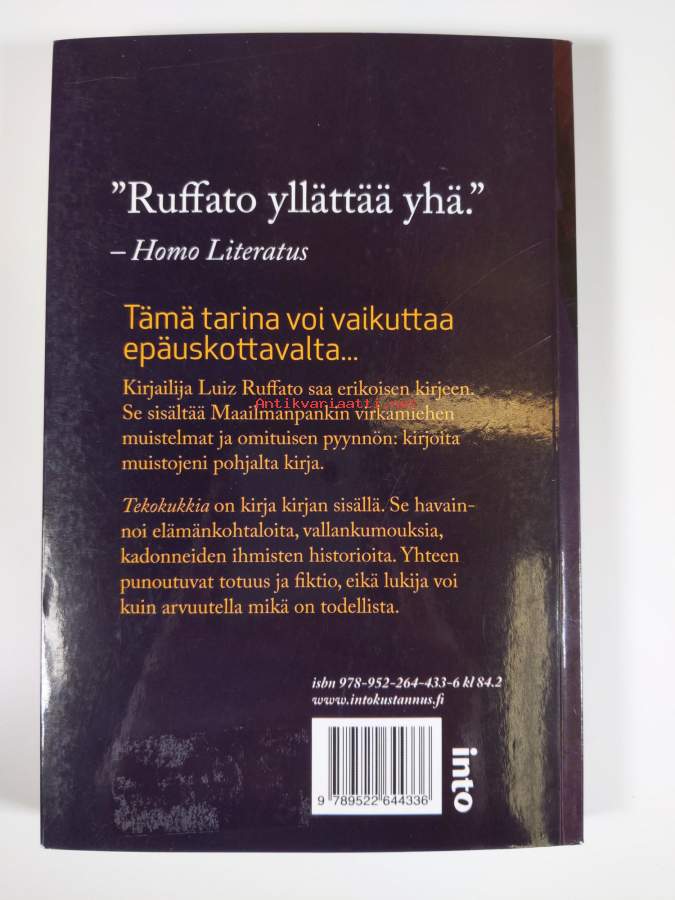 ”Ruffato yllättää yhä.”
– Homo Literatus
Tämä tarina voi vaikuttaa
epäuskottavalta...
Kirjailija Luiz Ruffato saa erikoisen kirjeen.
Antikvariaatti.net
Se sisältää Maailmanpankin virkamiehen
muistelmat ja omituisen pyynnön: kirjoita
muistojeni pohjalta kirja.
Tekokukkia on kirja kirjan sisällä. Se havain-
noi elämänkohtaloita, vallankumouksia,
kadonneiden ihmisten historioita. Yhteen
punoutuvat totuus ja fiktio, eikä lukija voi
kuin arvuutella mikä on todellista.
isbn 978-952-264-433-6 kl 84.2
www.intokustannus.fi
into
9 789522 644336